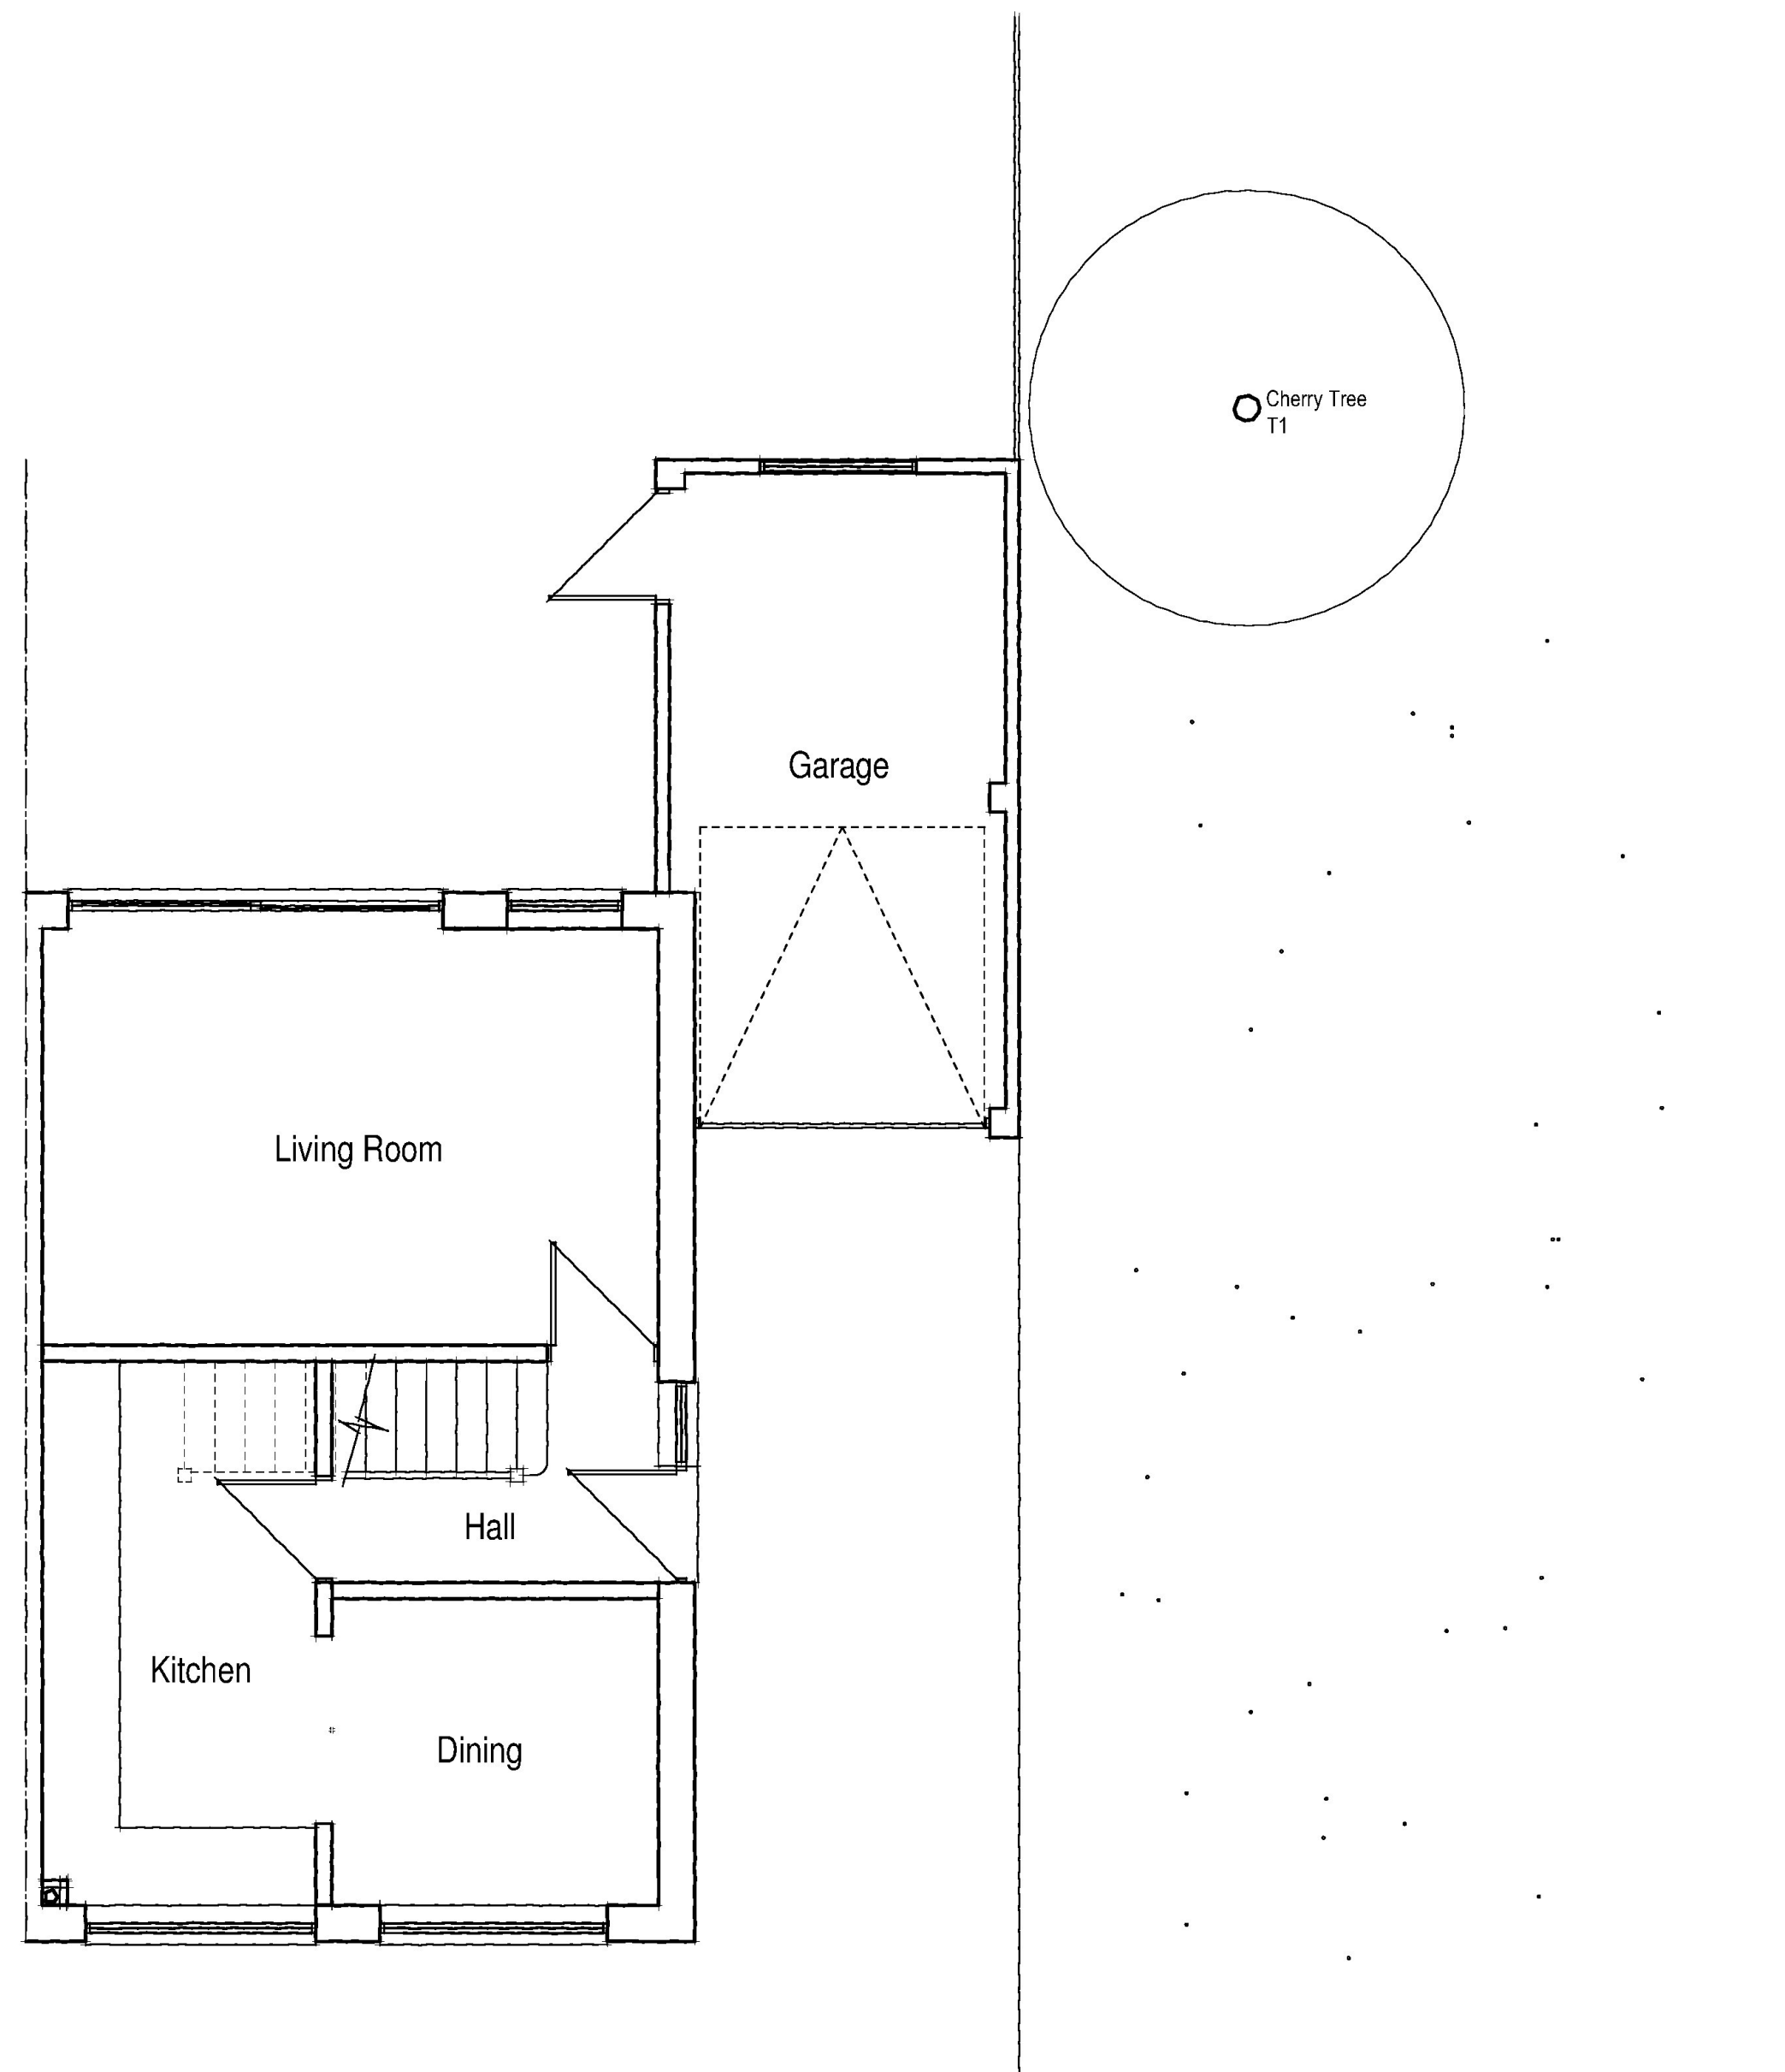 Cherry Tree
T1
Garage
Living Room
Hall
Kitchen
Dining